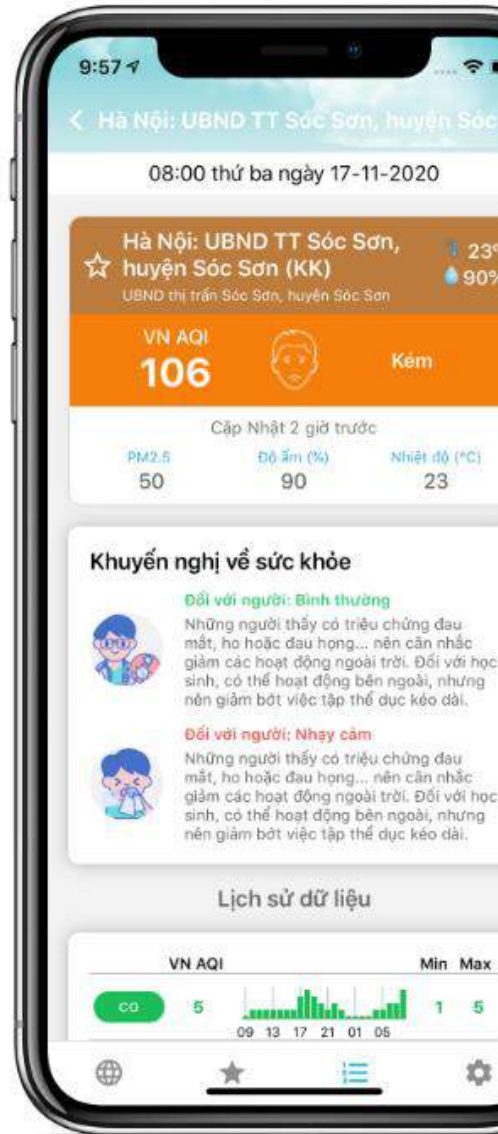 9:57
Hà Nội: UBND TT Sóc Sơn, huyện Sóc
08:00 thứ ba ngày 17-11-2020
Hà Nội: UBND TT Sóc Sơn,
huyện Sóc Sơn (KK)
UBND thị trấn Sóc Sơn, huyện Sóc Sơn
23°
90%
VN AQI
106
Kém
Cập Nhật 2 giờ trước
PM2.5 Độ ẩm (%) Nhiệt độ (°C)
50 90 23
Khuyến nghị về sức khỏe
Đối với người: Bình thường
Những người thấy có triệu chứng đau
mắt, ho hoặc đau họng... nên cân nhắc
giảm các hoạt động ngoài trời. Đối với học
sinh, có thể hoạt động bên ngoài, nhưng
nên giảm bớt việc tập thể dục kéo dài.
Đối với người: Nhạy cảm
Những người thấy có triệu chứng đau
mắt, ho hoặc đau họng... nên cân nhắc
giảm các hoạt động ngoài trời. Đối với học
sinh, có thể hoạt động bên ngoài, nhưng
nên giảm bớt việc tập thể dục kéo dài.
Lịch sử dữ liệu
VN AQI Min Max
CO 5 1 5
09 13 17 21 01 05